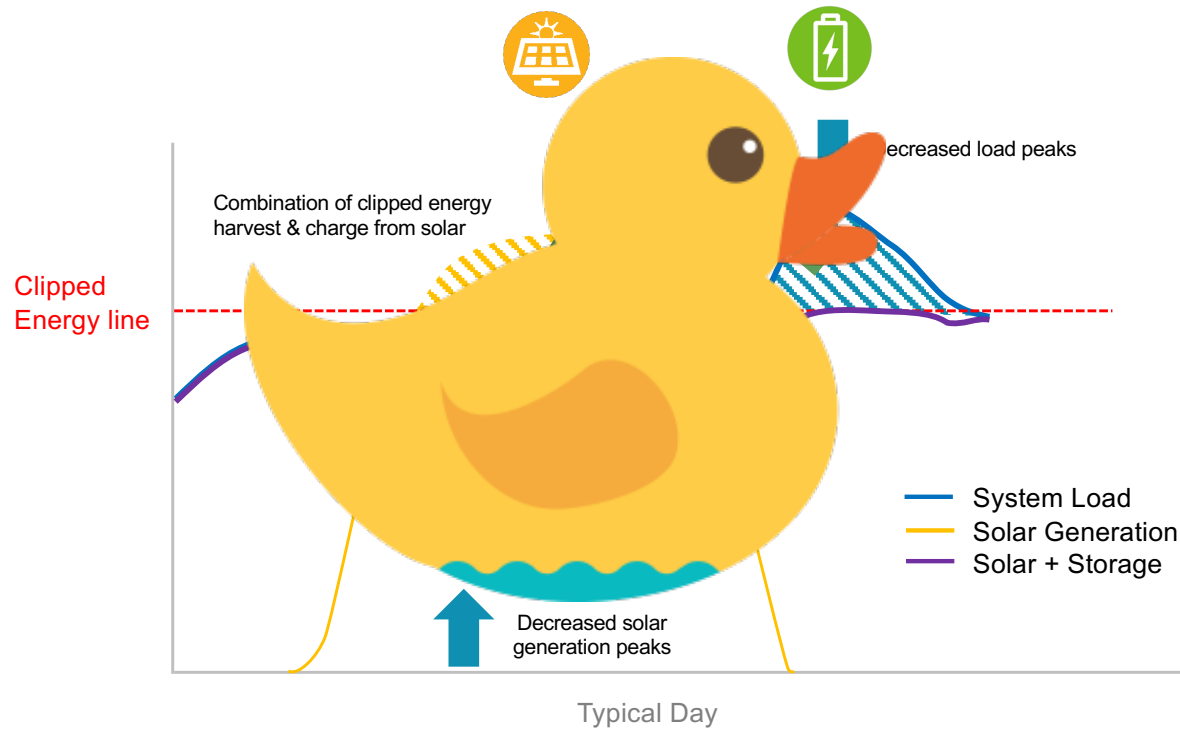 ecreased load peaks
Combination of clipped energy
harvest & charge from solar
Clipped
Energy line
System Load
Solar Generation
Solar + Storage
Decreased solar
generation peaks
Typical Day